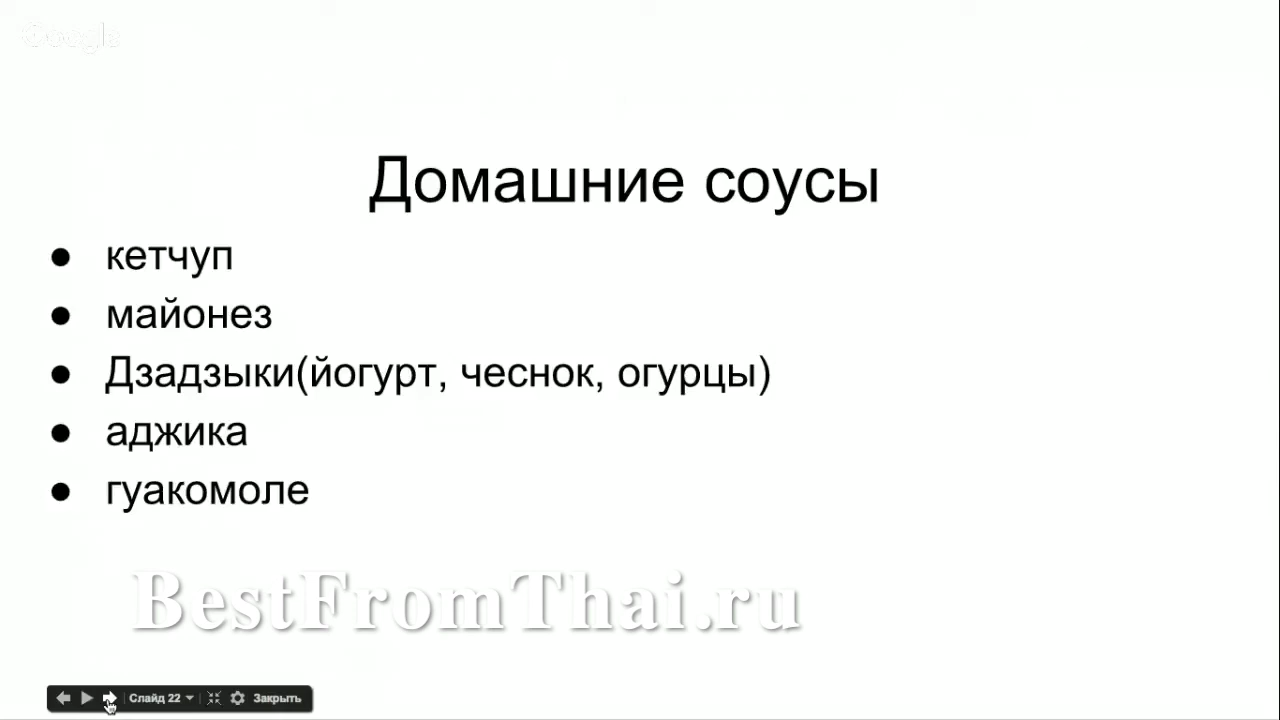 Google
Домашние соусы
● кетчуп
● майонез
● Дзадзыки(йогурт, чеснок, огурцы)
● аджика
● гуакомоле
BestFromThai.ru
Слайд 22 Закрыть